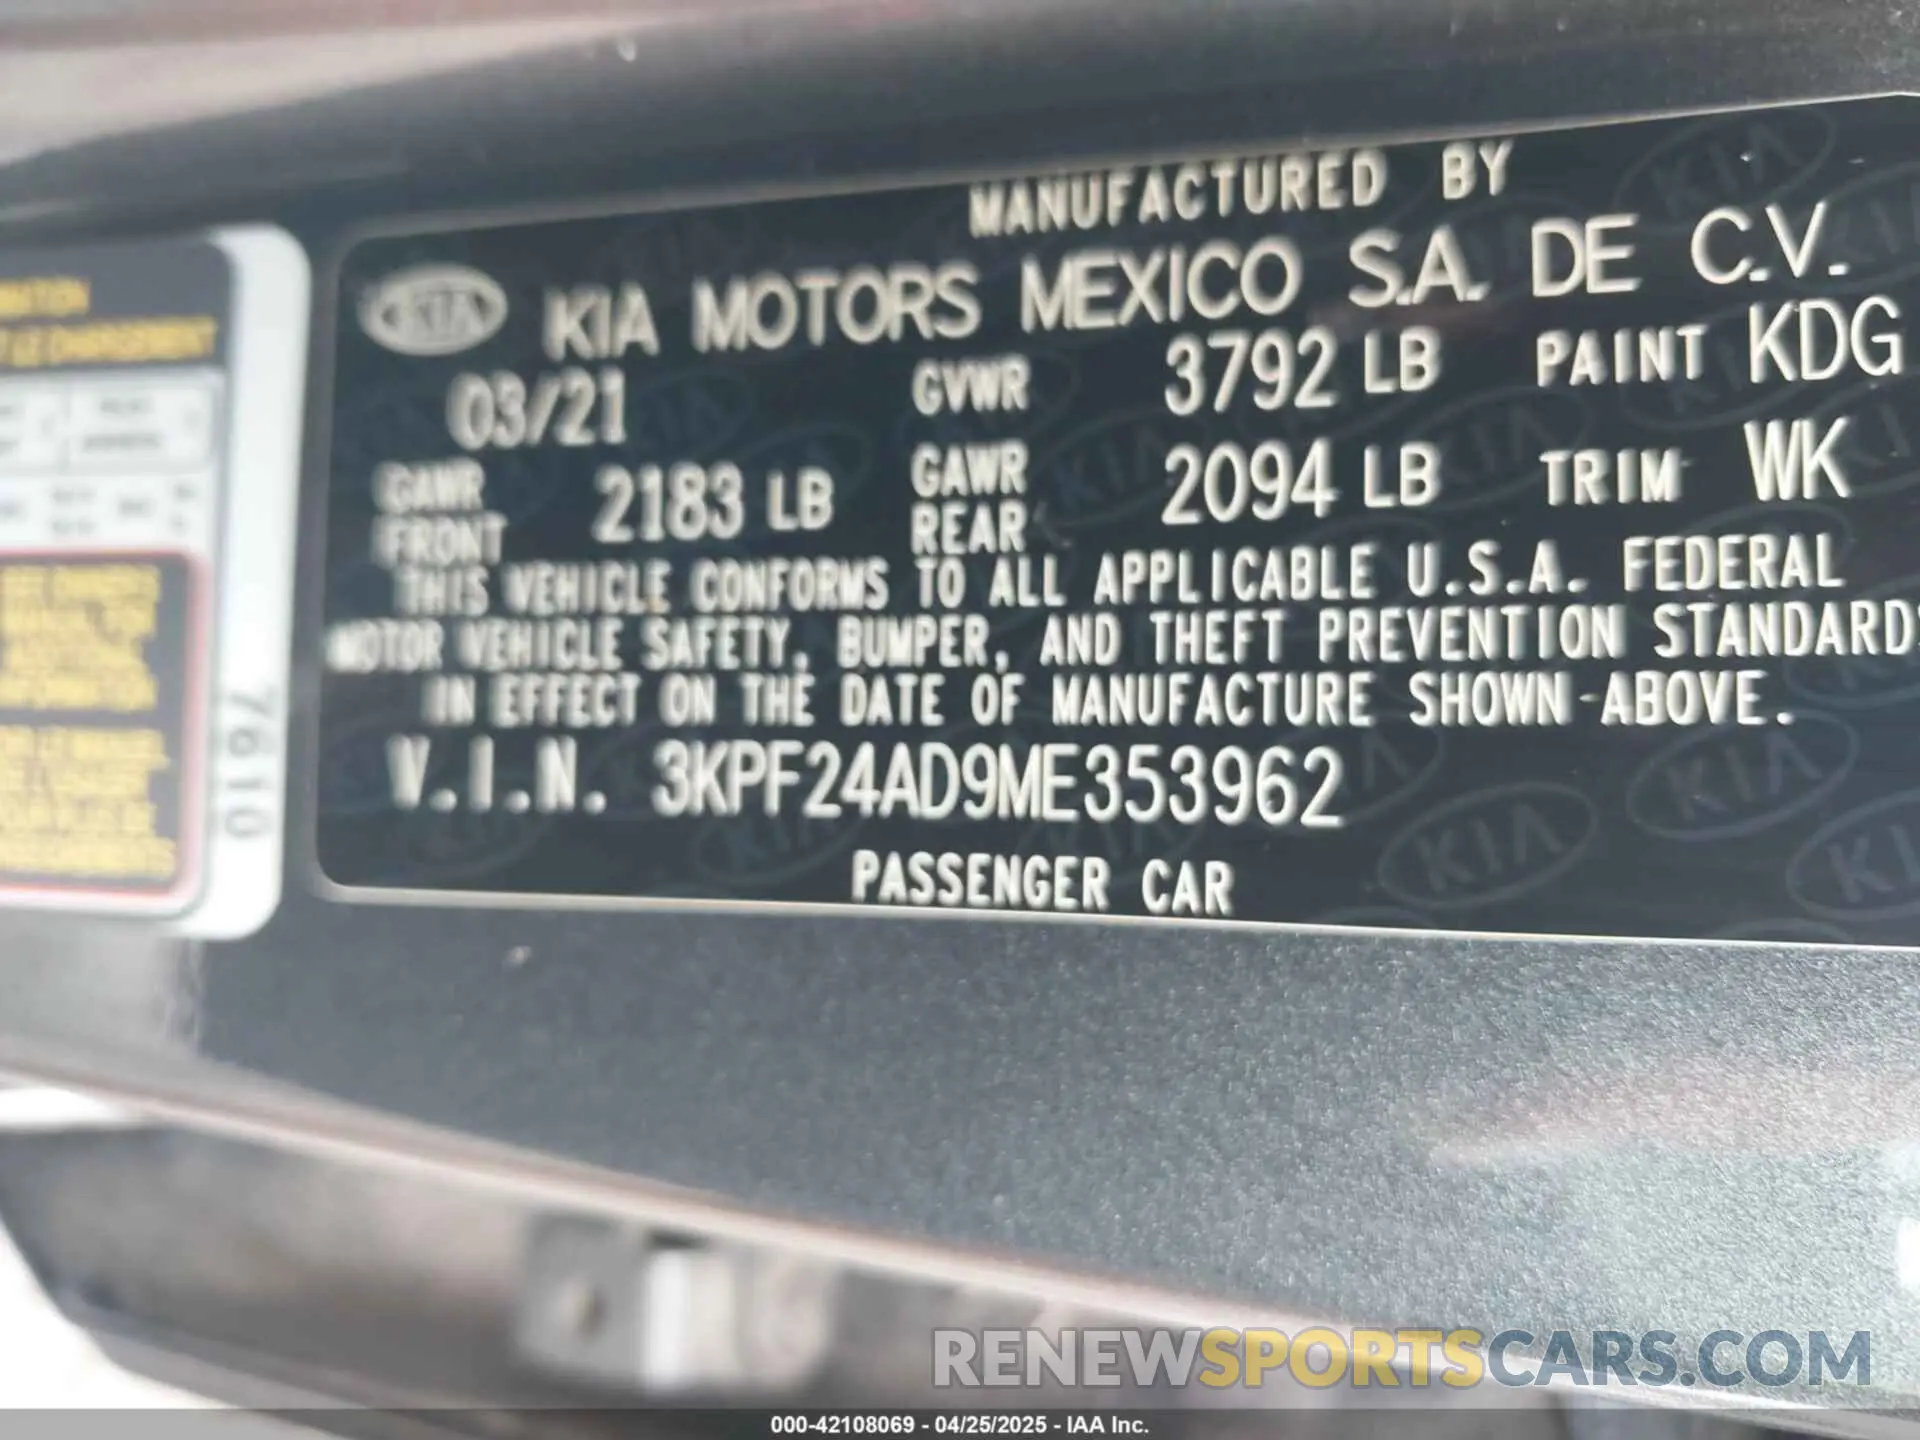 MANUFACTURED BY
KIA KIA MOTORS MEXICO S.A. DE C.V.
03/21 GVWR 3792 LB PAINT KDG
GAWR FRONT 2183 LB GAWR REAR 2094 LB TRIM WK
THIS VEHICLE CONFORMS TO ALL APPLICABLE U.S.A. FEDERAL
MOTOR VEHICLE SAFETY, BUMPER, AND THEFT PREVENTION STANDARDS
IN EFFECT ON THE DATE OF MANUFACTURE SHOWN ABOVE.
V.I.N. 3KPF24AD9ME353962
PASSENGER CAR
7610
RENEWSPORTSCARS.COM
000-42108069 - 04/25/2025 - IAA Inc.